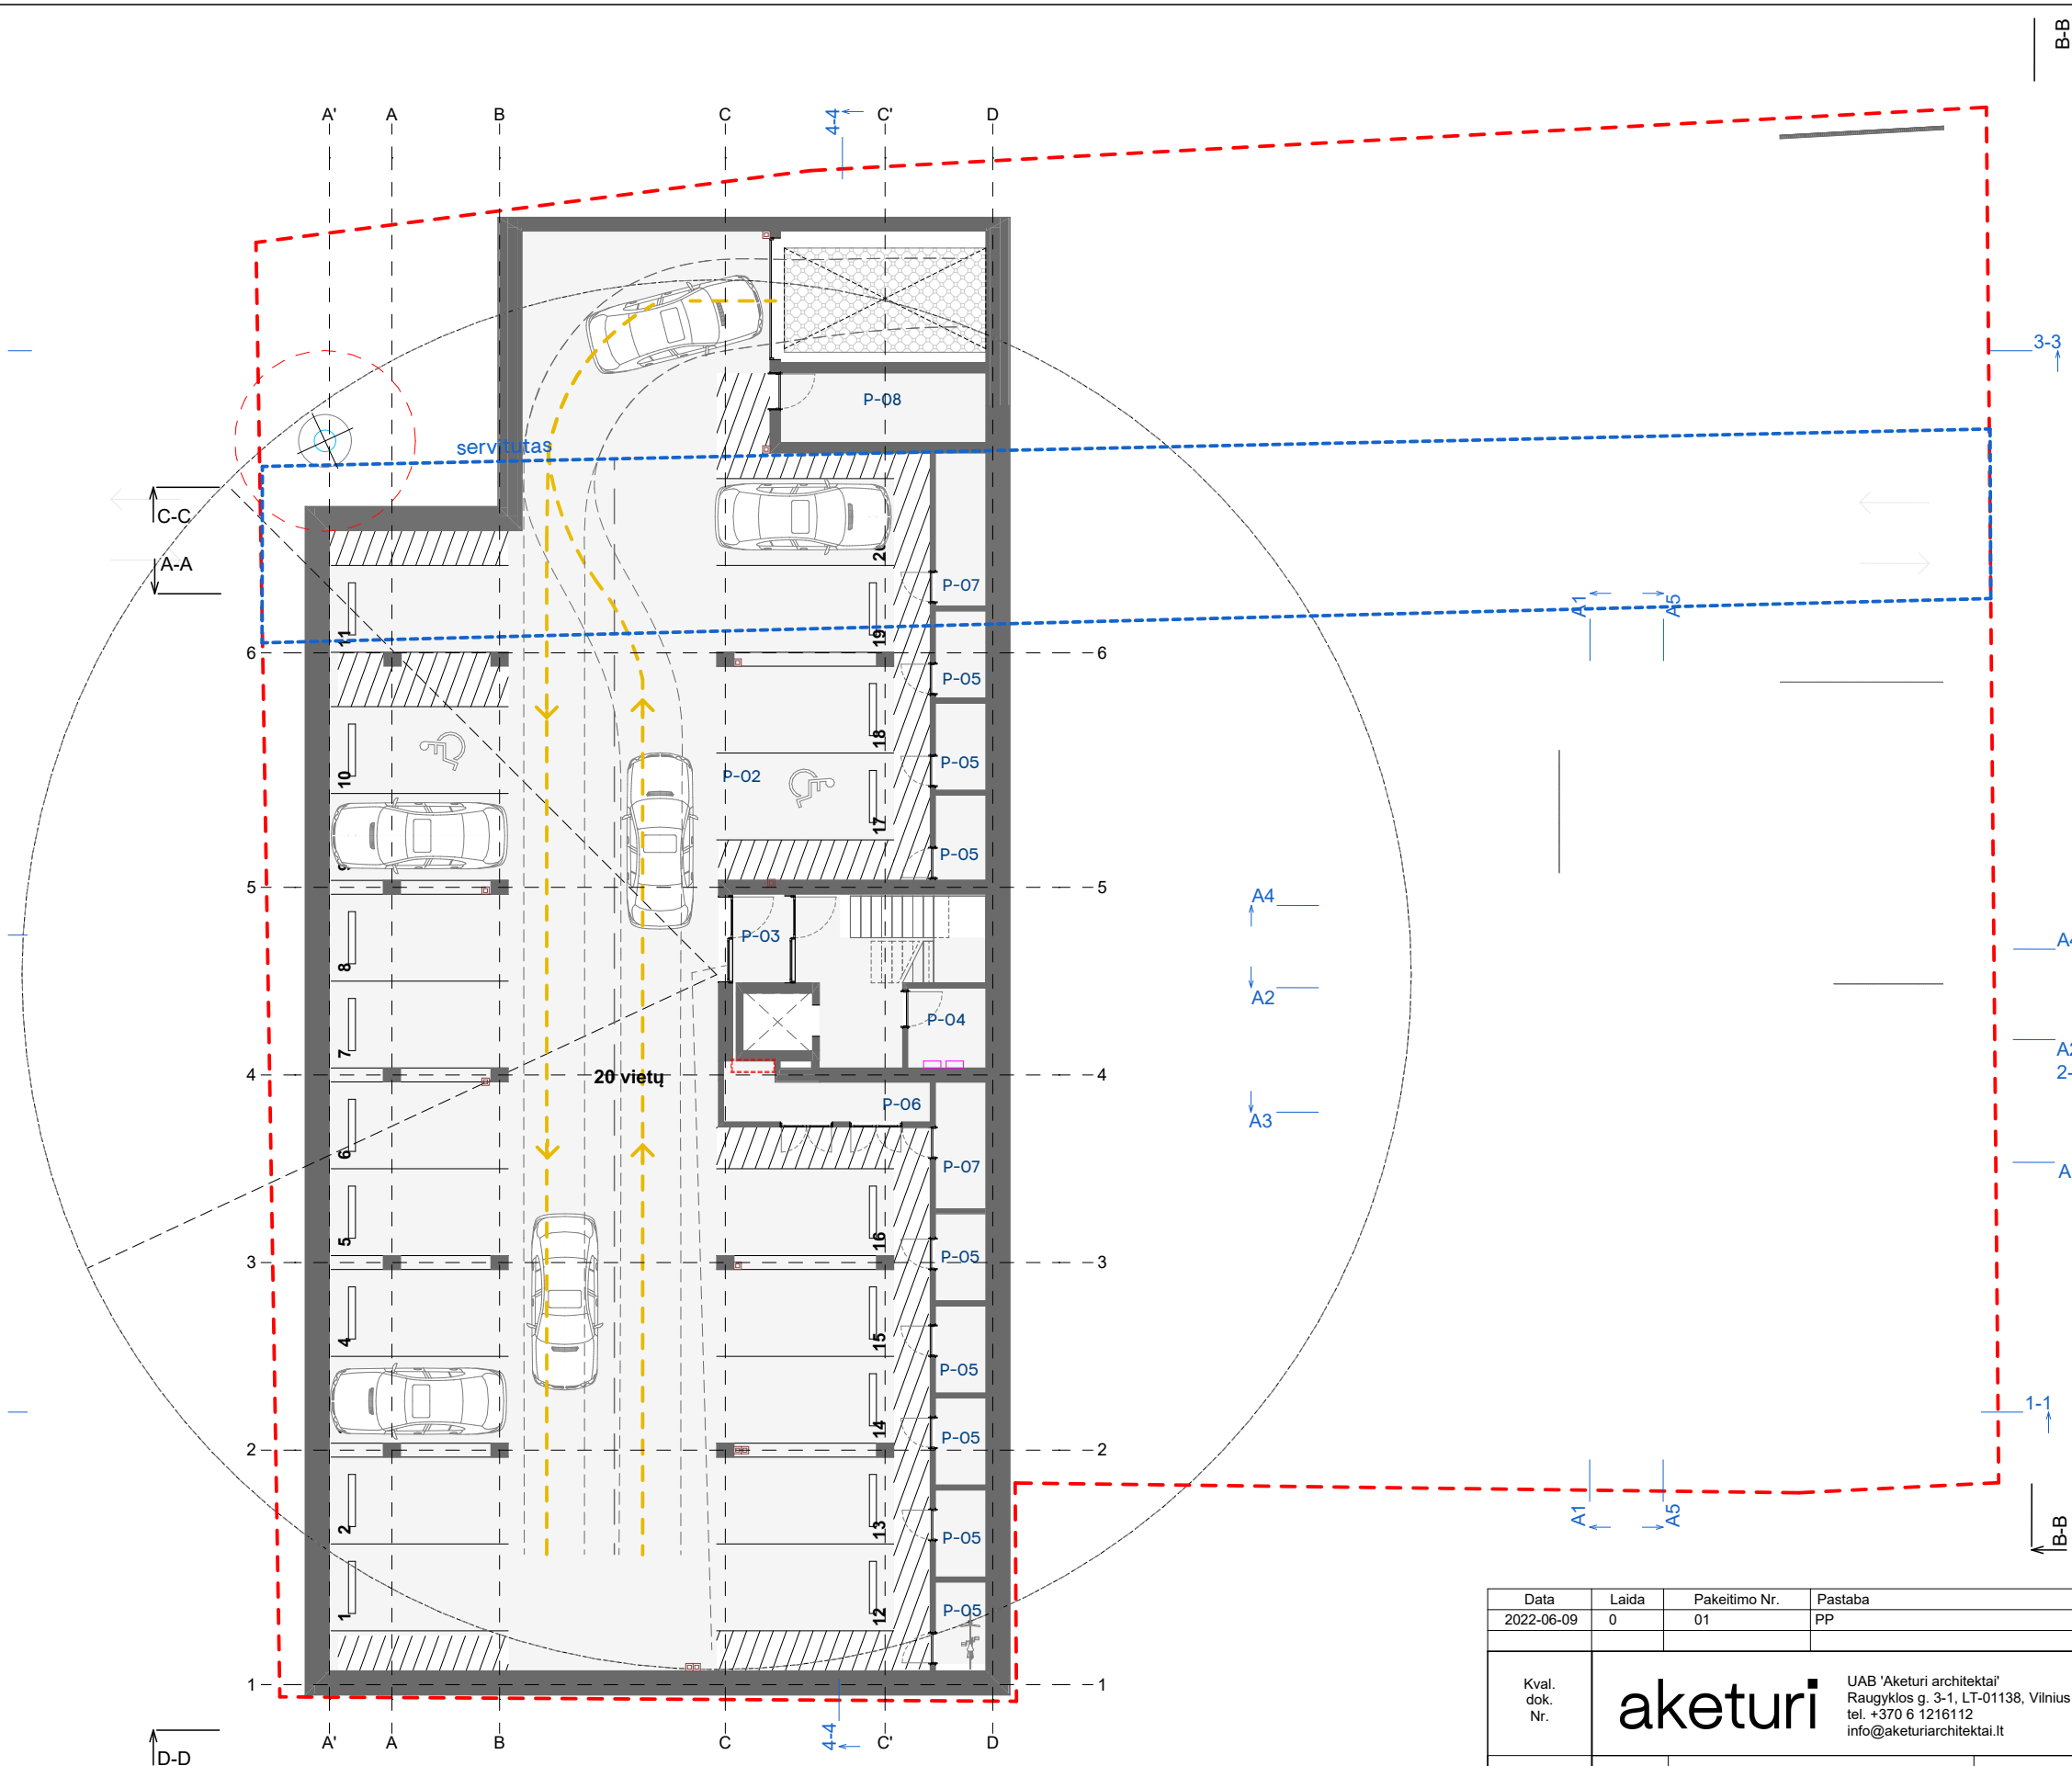 B-B
A' A B C C' D
4-4
3-3
P-08
servitutas
C-C
A-A
20
P-07
A1 A5
11
19
6 6
P-05
18
P-05
10
P-02
17
P-05
9
5 5
A4
P-03
8
A2
P-04
7
4 4
20 vietų
P-06
A3
6
P-07
5
16
3 3
P-05
4
15
P-05
1-1
14
P-05
2 2
A1 A5
2
13
P-05
B-B
1
12
P-05
1 1
4-4
A' A B C C' D
D-D
Data Laida Pakeitimo Nr. Pastaba
2022-06-09 0 01 PP
Kval.
dok.
Nr.
aketuri
UAB 'Aketuri architektai'
Raugyklos g. 3-1, LT-01138, Vilnius
tel. +370 6 1216112
info@aketuriarchitektai.lt